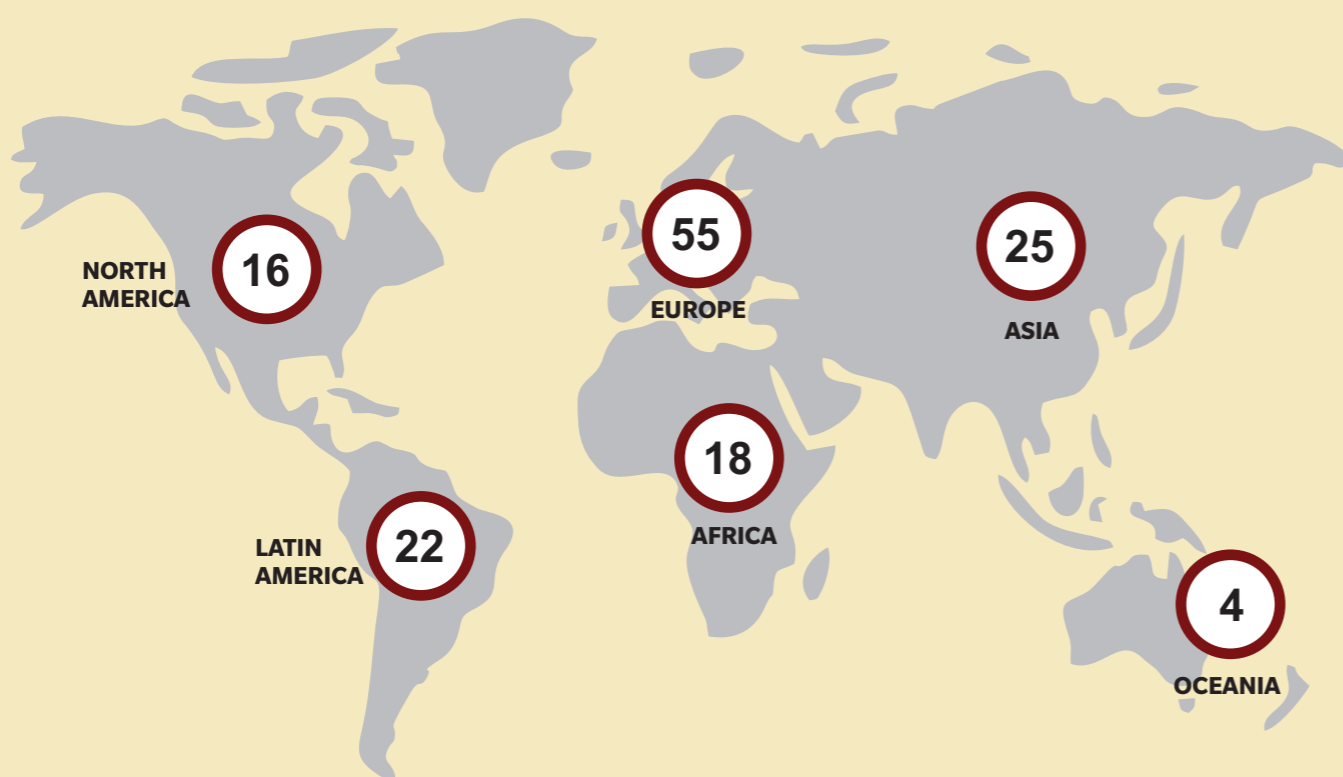 NORTH
AMERICA
16
55
EUROPE
25
ASIA
18
AFRICA
LATIN
AMERICA
22
4
OCEANIA